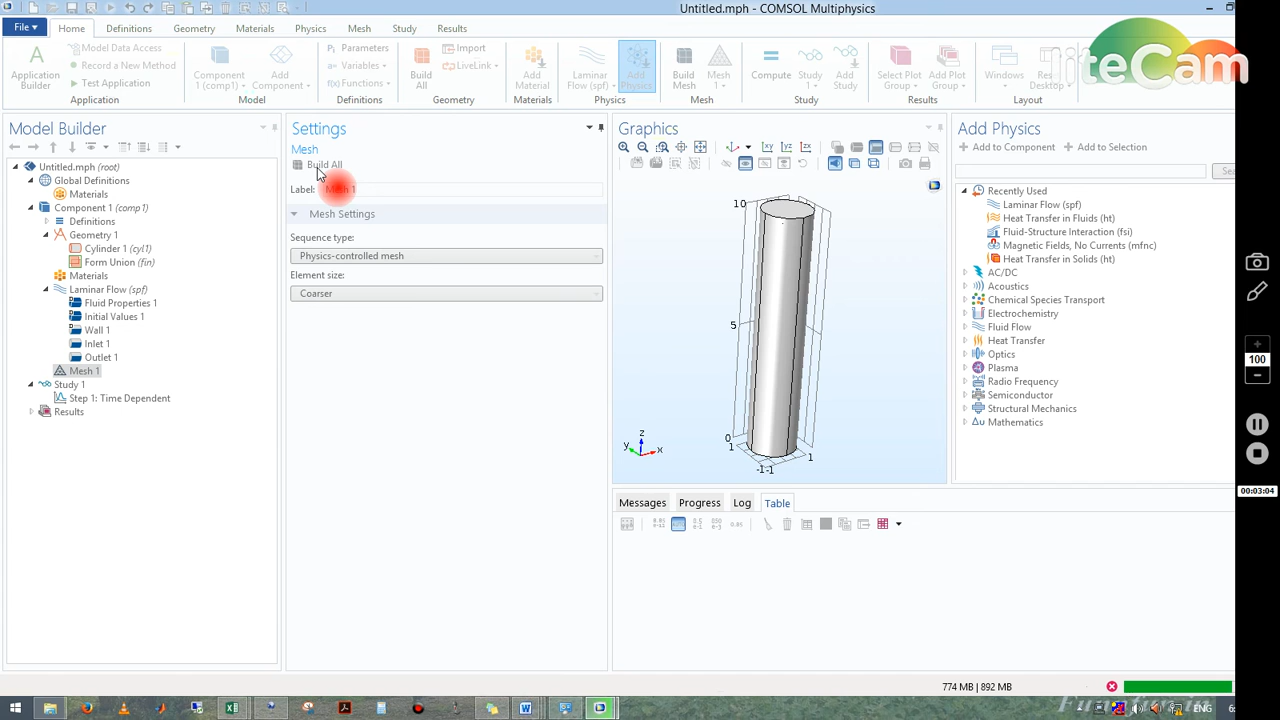 Untitled.mph - COMSOL Multiphysics
File Home Definitions Geometry Materials Physics Mesh Study Results
Application Builder
Model Data Access
Record a New Method
Test Application
Application
Component 1 (comp1)
Add Component
Model
Parameters
Variables
Functions
Definitions
Build All
Import
LiveLink
Geometry
Add Material
Materials
Laminar Flow (spf)
Add Physics
Physics
Build Mesh
Mesh 1
Mesh
Compute
Study 1
Add Study
Study
Select Plot Group
Add Plot Group
Results
Windows
Desktop
Layout
liteCam
Model Builder
Untitled.mph (root)
Global Definitions
Materials
Component 1 (comp1)
Definitions
Geometry 1
Cylinder 1 (cyl1)
Form Union (fin)
Materials
Laminar Flow (spf)
Fluid Properties 1
Initial Values 1
Wall 1
Inlet 1
Outlet 1
Mesh 1
Study 1
Step 1: Time Dependent
Results
Settings
Mesh
Build All
Label: Mesh 1
Mesh Settings
Sequence type:
Physics-controlled mesh
Element size:
Coarser
Graphics
xy yz zx
10
5
0
1
-1 -1
1
z
y
x
Messages Progress Log Table
Add Physics
Add to Component Add to Selection
Recently Used
Laminar Flow (spf)
Heat Transfer in Fluids (ht)
Fluid-Structure Interaction (fsi)
Magnetic Fields, No Currents (mfnc)
Heat Transfer in Solids (ht)
AC/DC
Acoustics
Chemical Species Transport
Electrochemistry
Fluid Flow
Heat Transfer
Optics
Plasma
Radio Frequency
Semiconductor
Structural Mechanics
Mathematics
100
00:03:04
774 MB | 892 MB
ENG